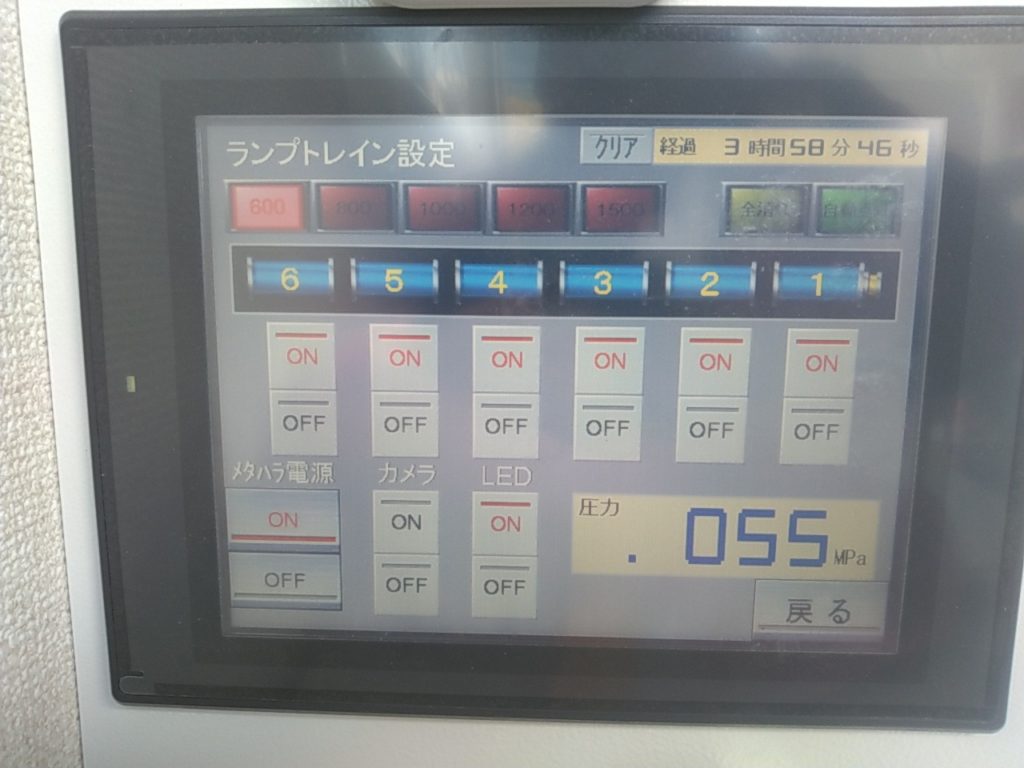 ランプトレイン設定 クリア 経過 3 時間 58 分 46 秒
600 800 1000 1200 1500
6 5 4 3 2 1
ON ON ON ON ON ON
OFF OFF OFF OFF OFF OFF
メタハラ電源 カメラ LED
圧力
ON ON ON
.055 MPa
OFF OFF OFF
戻る